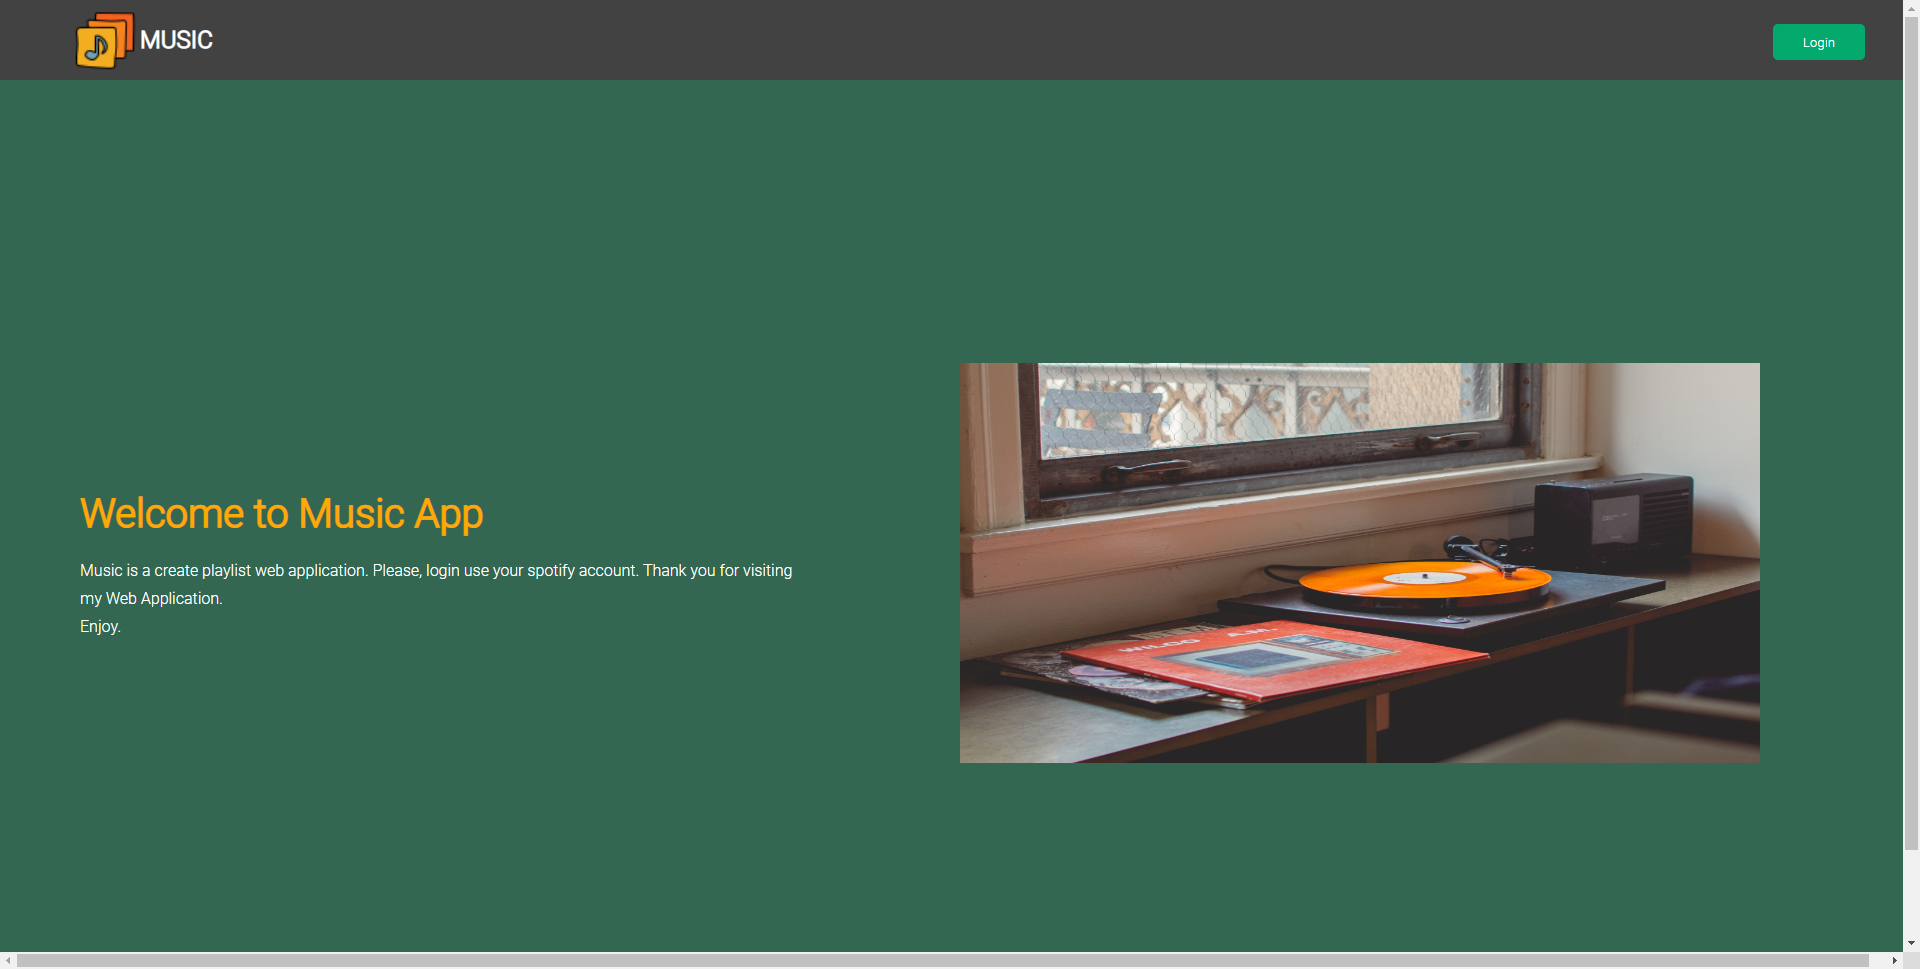 MUSIC
Login
Welcome to Music App
Music is a create playlist web application. Please, login use your spotify account. Thank you for visiting
my Web Application.
Enjoy.
WILCO A.M.